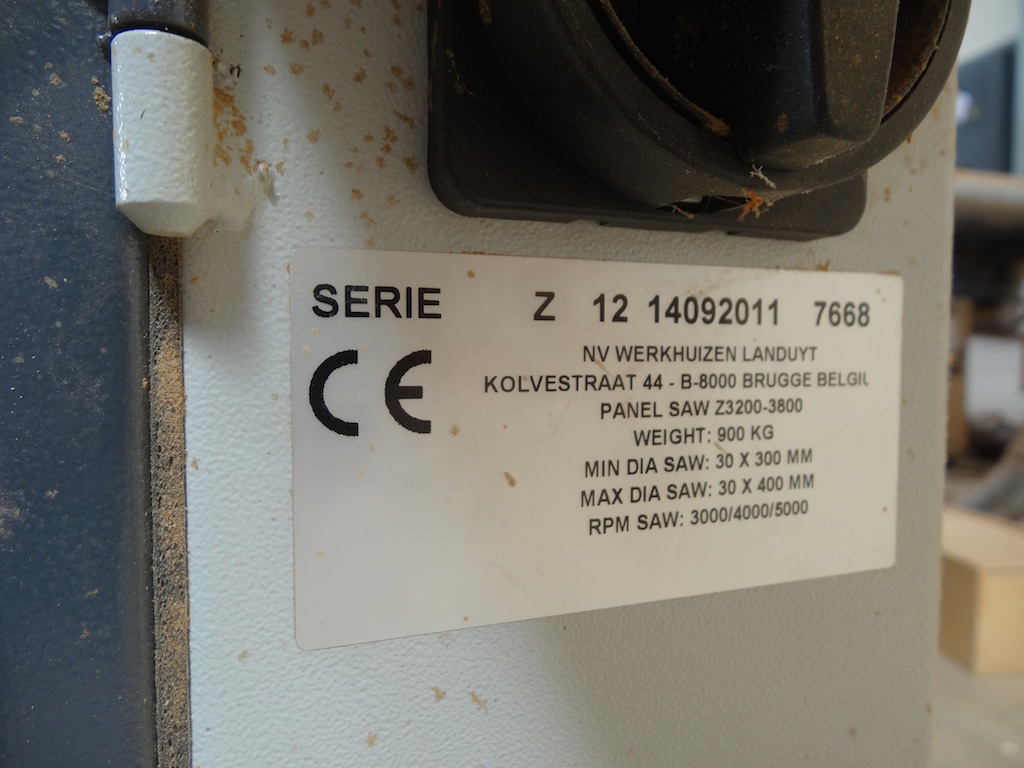 SERIE Z 12 14092011 7668
CE
NV WERKHUIZEN LANDUYT
KOLVESTRAAT 44 - B-8000 BRUGGE BELGIL
PANEL SAW Z3200-3800
WEIGHT: 900 KG
MIN DIA SAW: 30 X 300 MM
MAX DIA SAW: 30 X 400 MM
RPM SAW: 3000/4000/5000